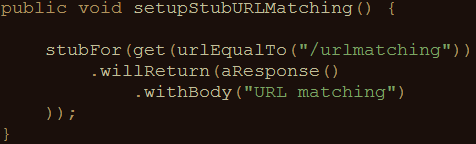 public void setupStubURLMatching() {
stubFor(get(urlEqualTo("/urlmatching"))
.willReturn(aResponse()
.withBody("URL matching")
));
}